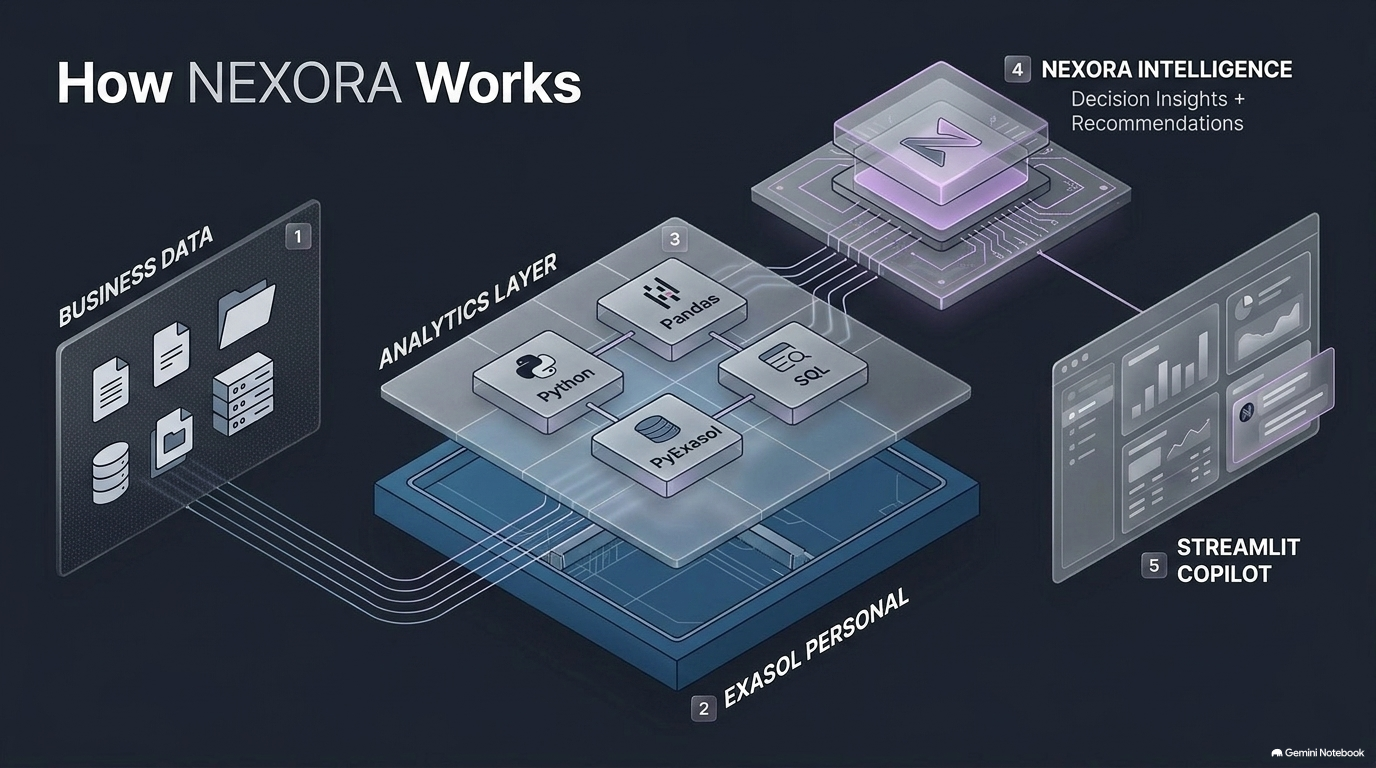 How NEXORA Works
1
BUSINESS DATA
2
EXASOL PERSONAL
3
ANALYTICS LAYER
Pandas
Python
SQL
PyExasol
4
NEXORA INTELLIGENCE
Decision Insights +
Recommendations
N
5
STREAMLIT
COPILOT
Gemini Notebook